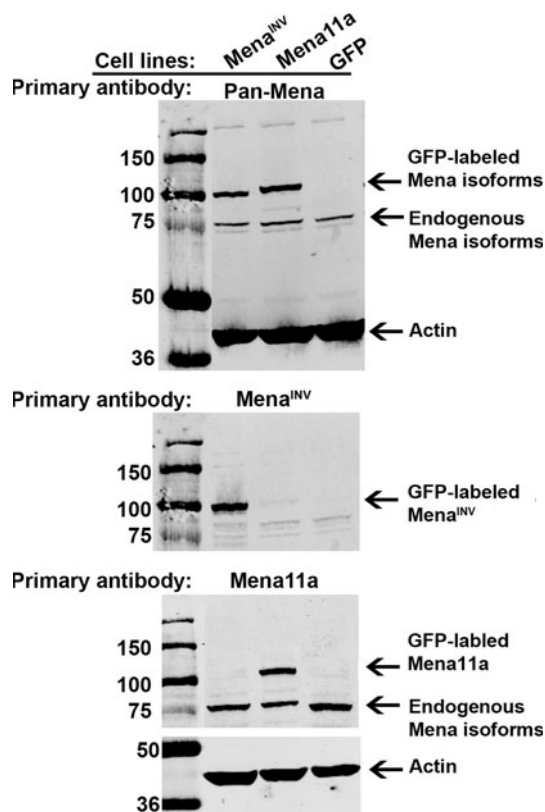 Cell lines: Mena^INV Mena11a GFP
Primary antibody: Pan-Mena
150
100
75
50
36
GFP-labeled
Mena isoforms
Endogenous
Mena isoforms
Actin
Primary antibody: Mena^INV
150
100
75
GFP-labeled
Mena^INV
Primary antibody: Mena11a
150
100
75
50
36
GFP-labled
Mena11a
Endogenous
Mena isoforms
Actin